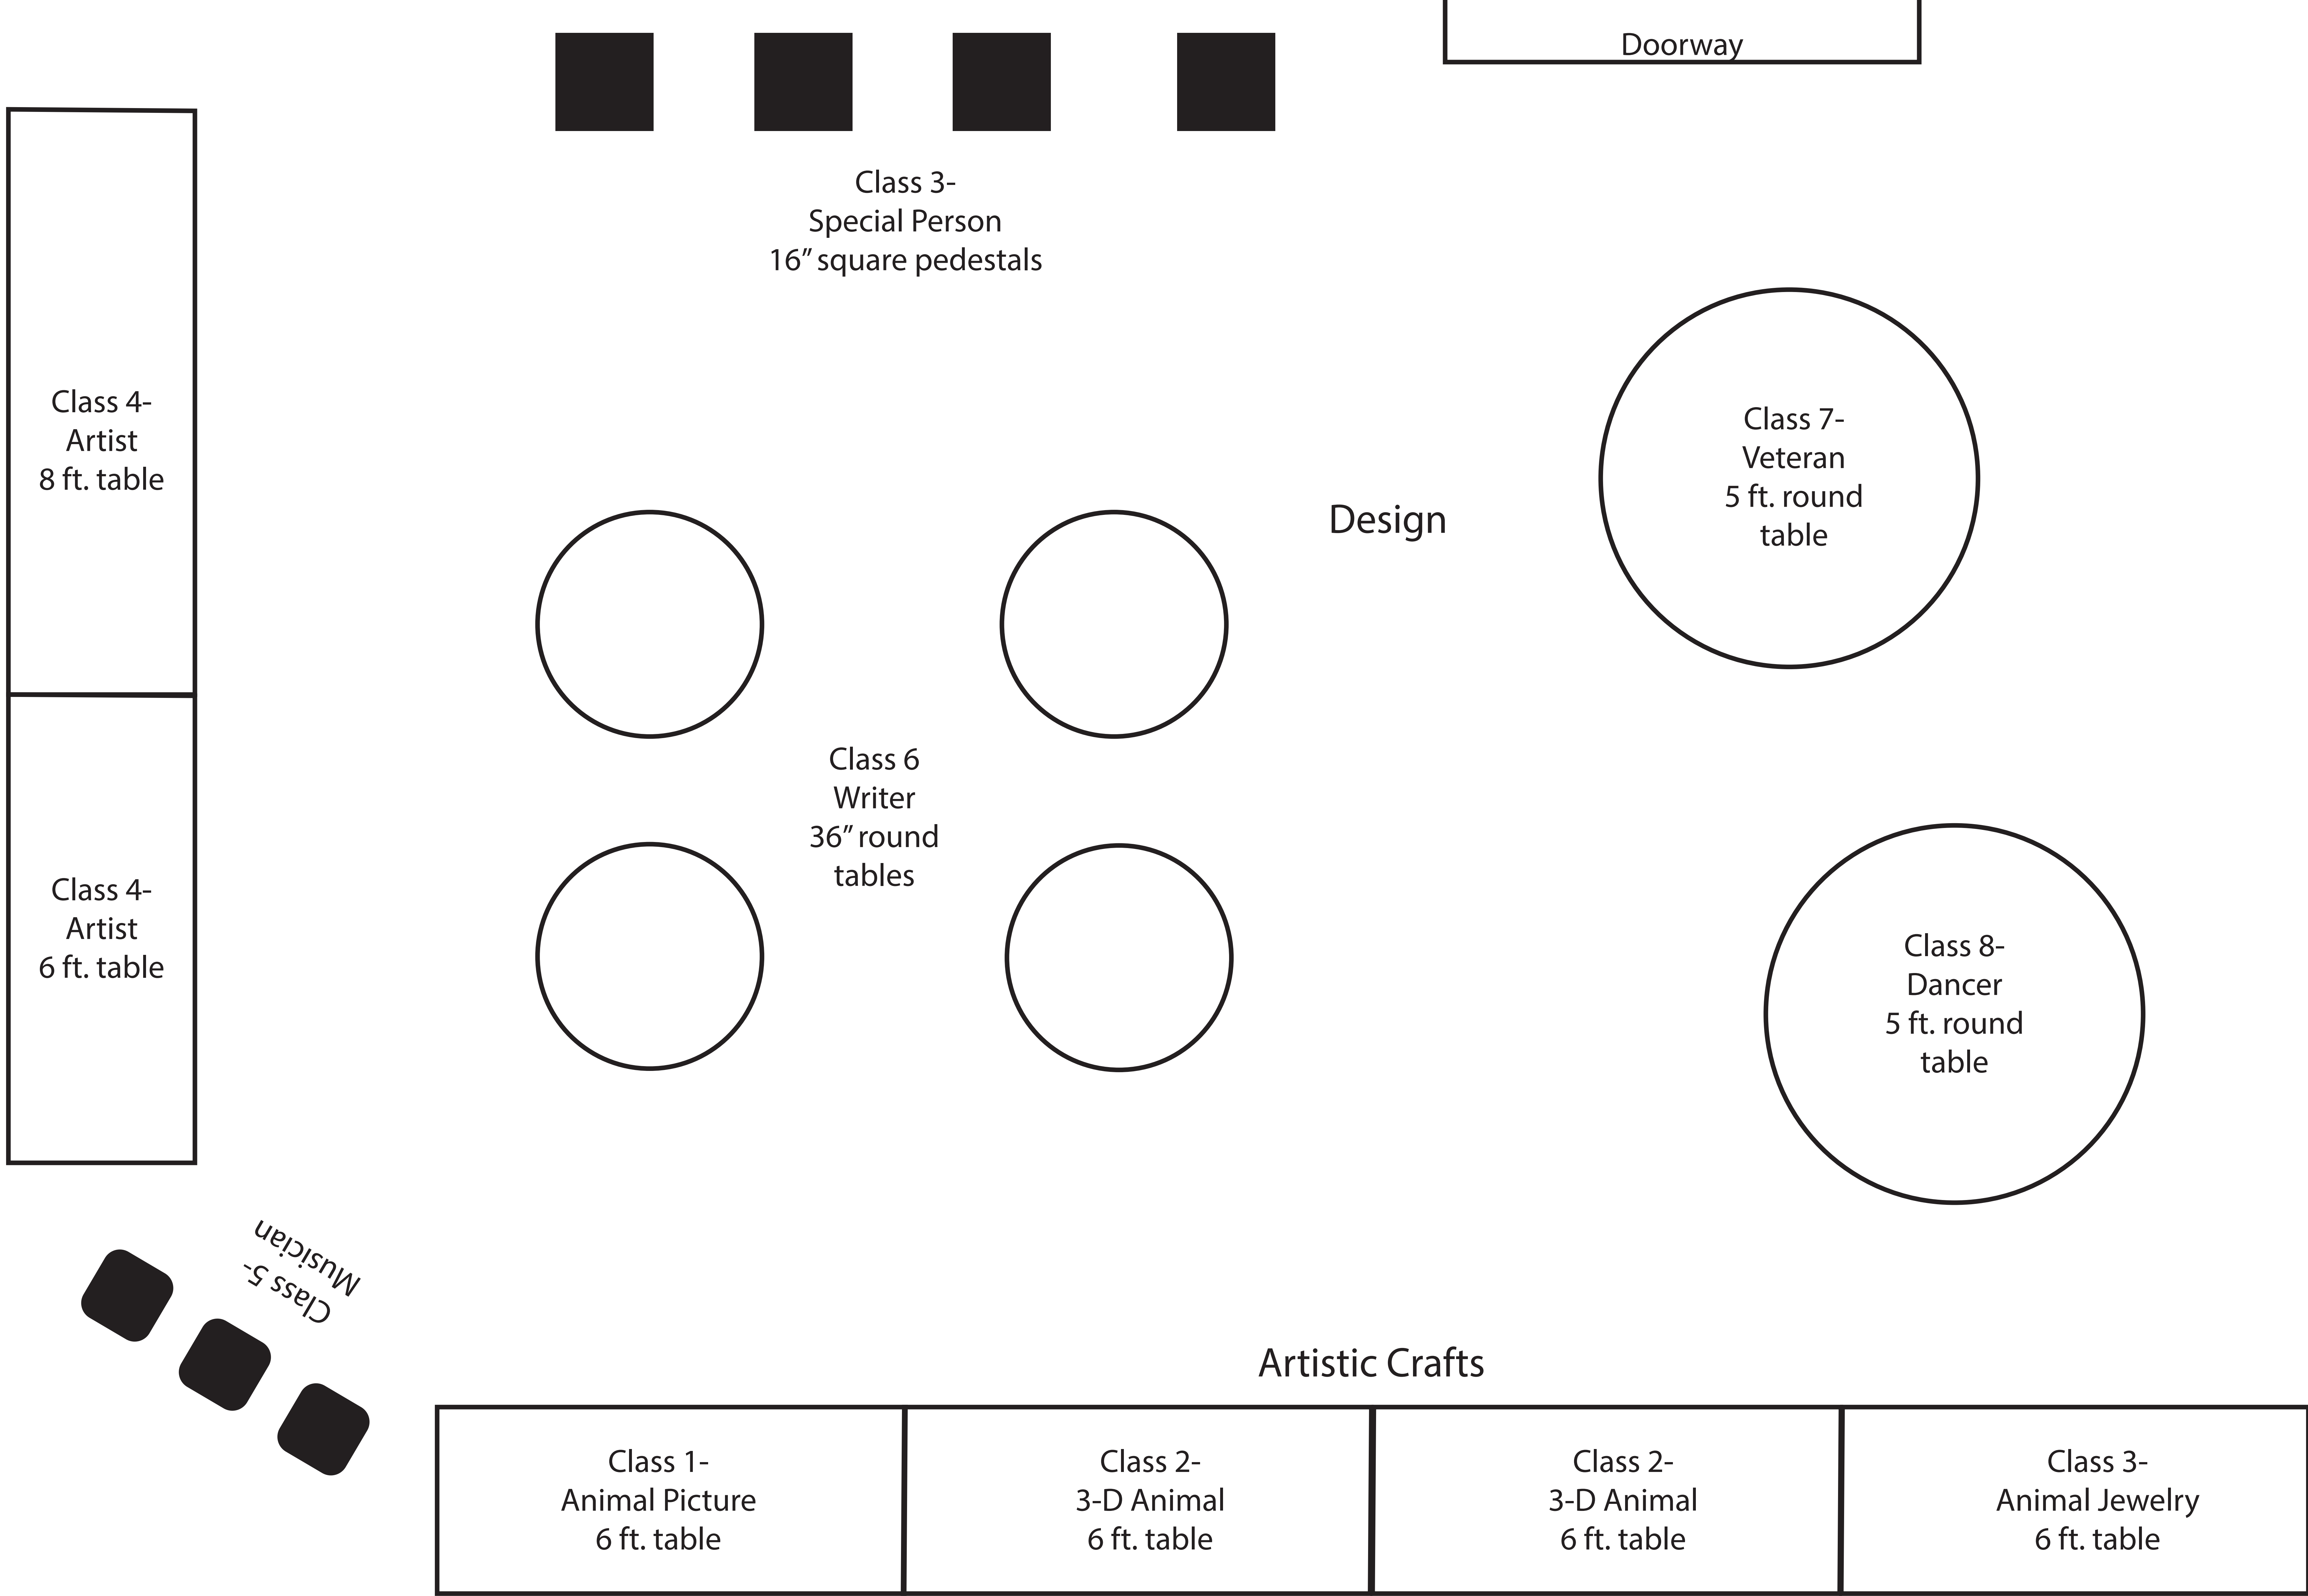 Doorway
Class 3-
Special Person
16” square pedestals
Class 4-
Artist
8 ft. table
Class 7-
Veteran
5 ft. round
table
Design
Class 6
Writer
36” round
tables
Class 4-
Artist
6 ft. table
Class 8-
Dancer
5 ft. round
table
Class 5-
Musician
Artistic Crafts
Class 1-
Animal Picture
6 ft. table
Class 2-
3-D Animal
6 ft. table
Class 2-
3-D Animal
6 ft. table
Class 3-
Animal Jewelry
6 ft. table